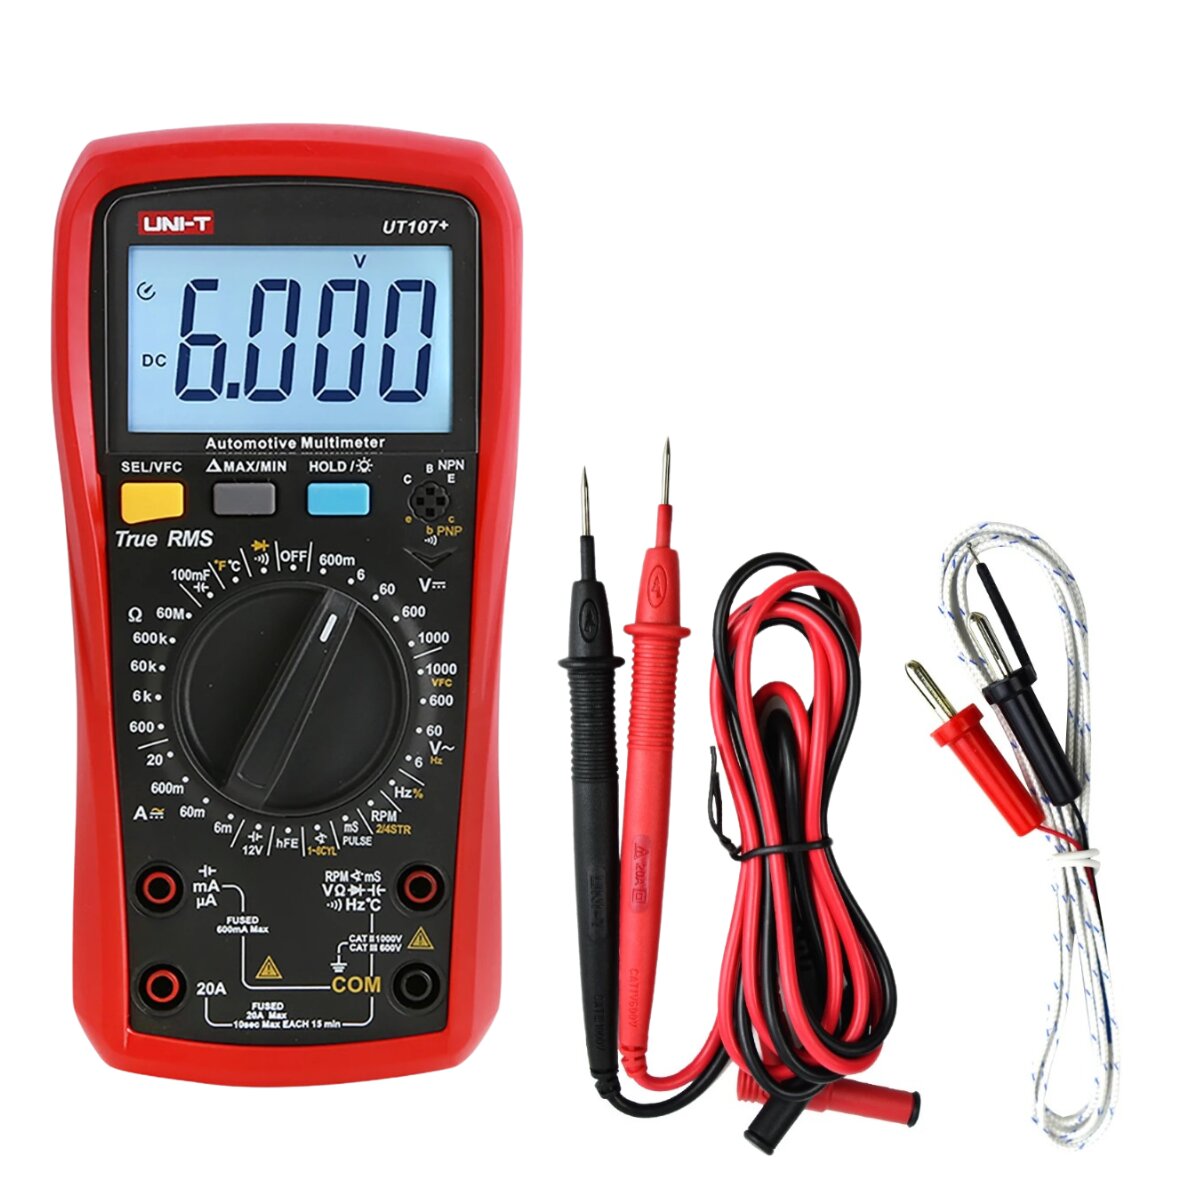 UNI-T
UT107+
V
6.000
DC
Automotive Multimeter
SEL/VFC
ΔMAX/MIN
HOLD /
B NPN
C
E
e
c
b PNP
True RMS
OFF
600m
6
60
600
1000
V
1000
VFC
600
60
V~
Hz
6
Hz%
RPM
2/4STR
mS
PULSE
1~8CYL
hFE
12V
6m
60m
600m
A
20
600
6k
60k
600k
Ω 60M
100mF
°F°C
mA
μA
RPM mS
VΩ
Hz°C
FUSED
600mA Max
CAT II 1000V
CAT III 600V
COM
20A
FUSED
20A Max
10sec Max EACH 15 min
20A
UNI-T